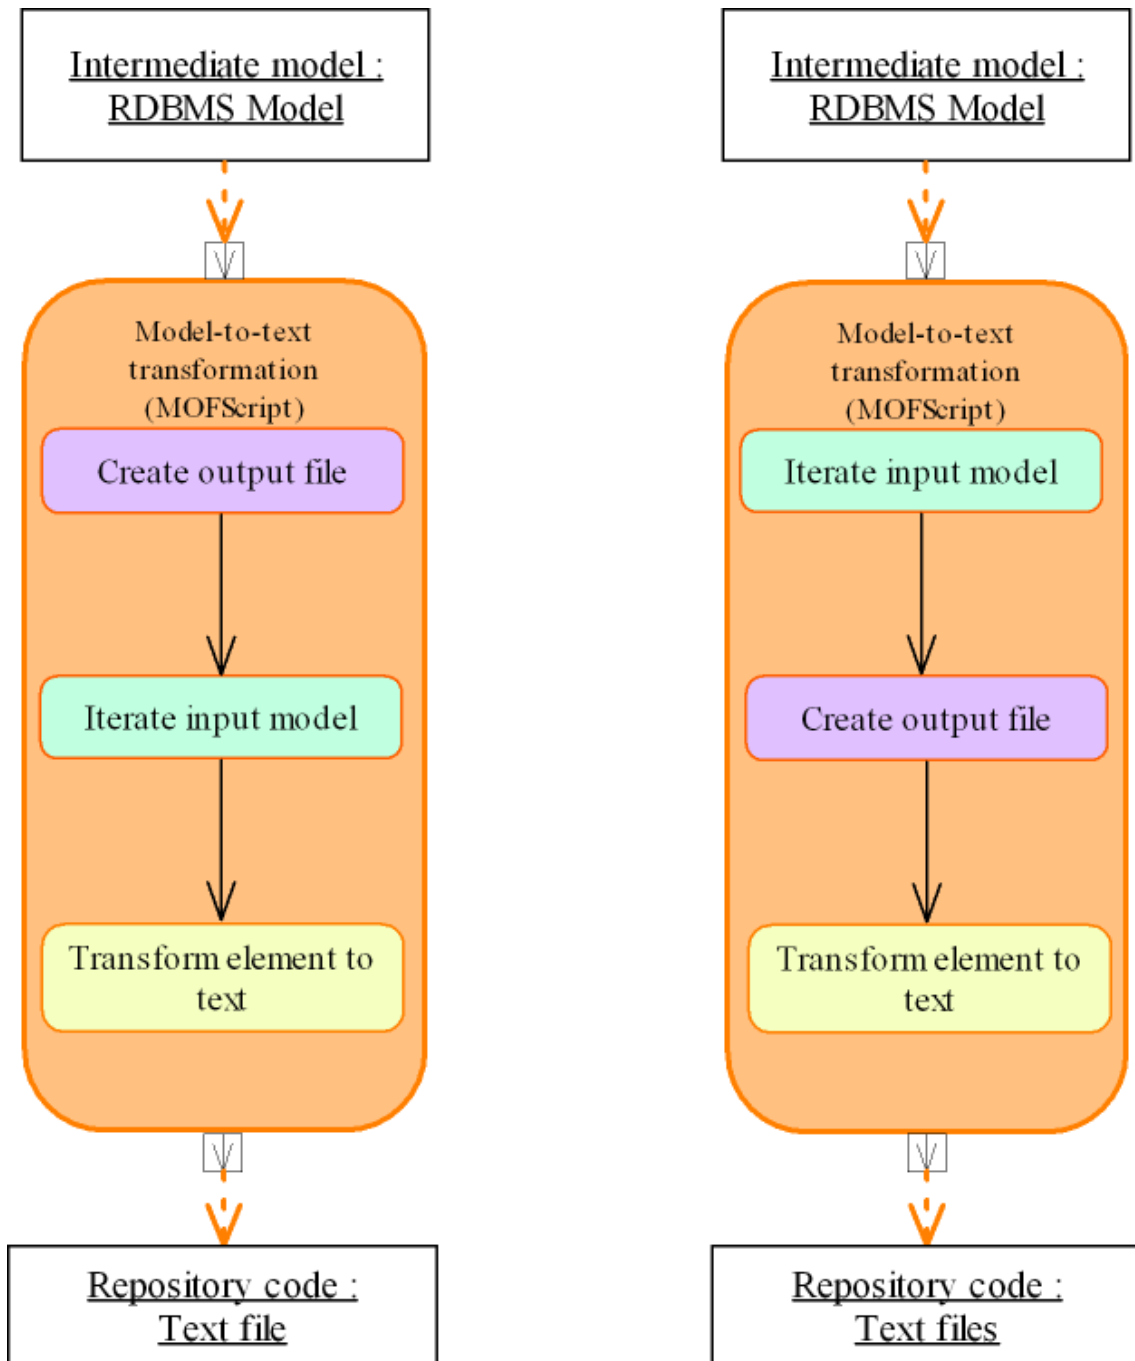 Intermediate model :
RDBMS Model
Model-to-text
transformation
(MOFScript)
Create output file
Iterate input model
Transform element to
text
Repository code :
Text file
Intermediate model :
RDBMS Model
Model-to-text
transformation
(MOFScript)
Iterate input model
Create output file
Transform element to
text
Repository code :
Text files